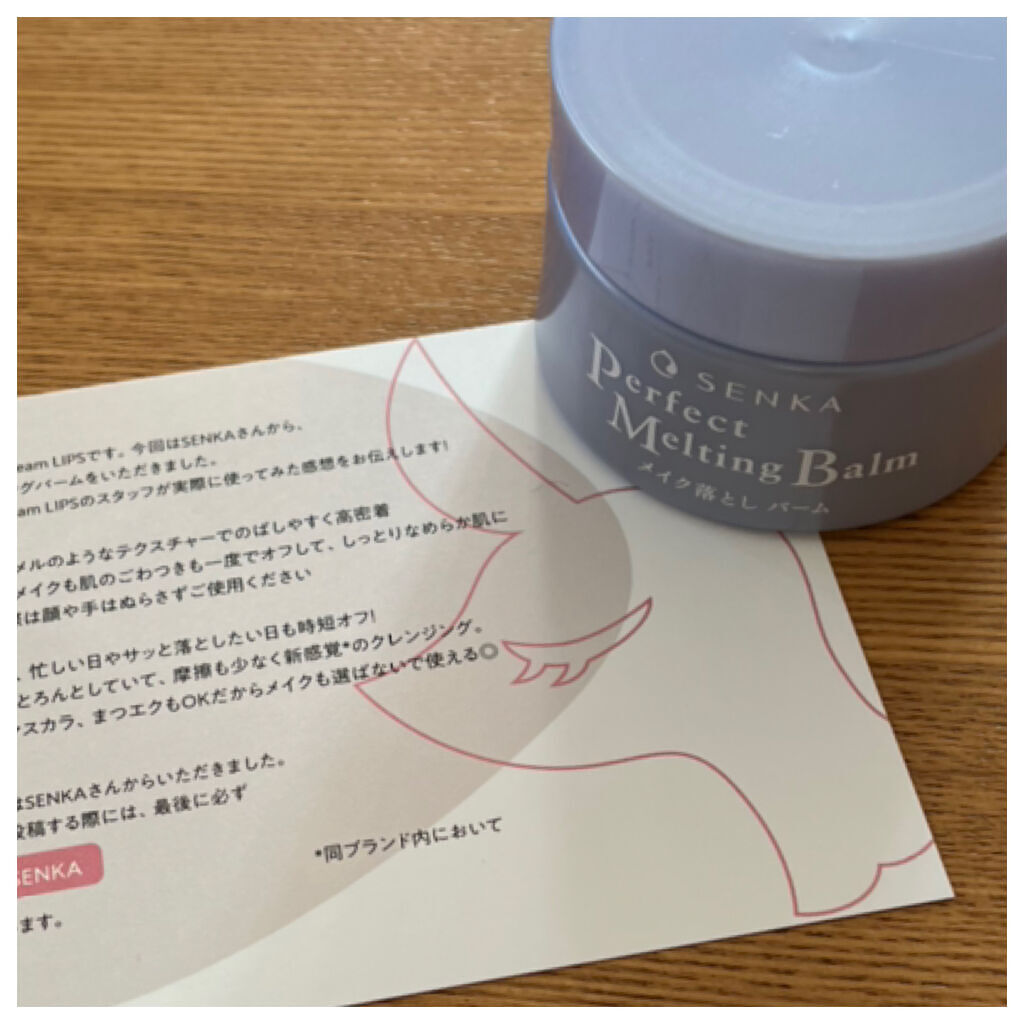 SENKA
Perfect
Melting Balm
メイク落とし バーム
eam LIPSです。今回はSENKAさんから、
グバームをいただきました。
am LIPSのスタッフが実際に使ってみた感想をお伝えします!
メルのようなテクスチャーでのばしやすく高密着
メイクも肌のごわつきも一度でオフして、しっとりなめらか肌に
は顔や手はぬらさずご使用ください
、忙しい日やサッと落としたい日も時短オフ!
とろんとしていて、摩擦も少なく新感覚*のクレンジング。
スカラ、まつエクもOKだからメイクも選ばないで使える◎
はSENKAさんからいただきました。
投稿する際には、最後に必ず
SENKA
ます。
*同ブランド内において